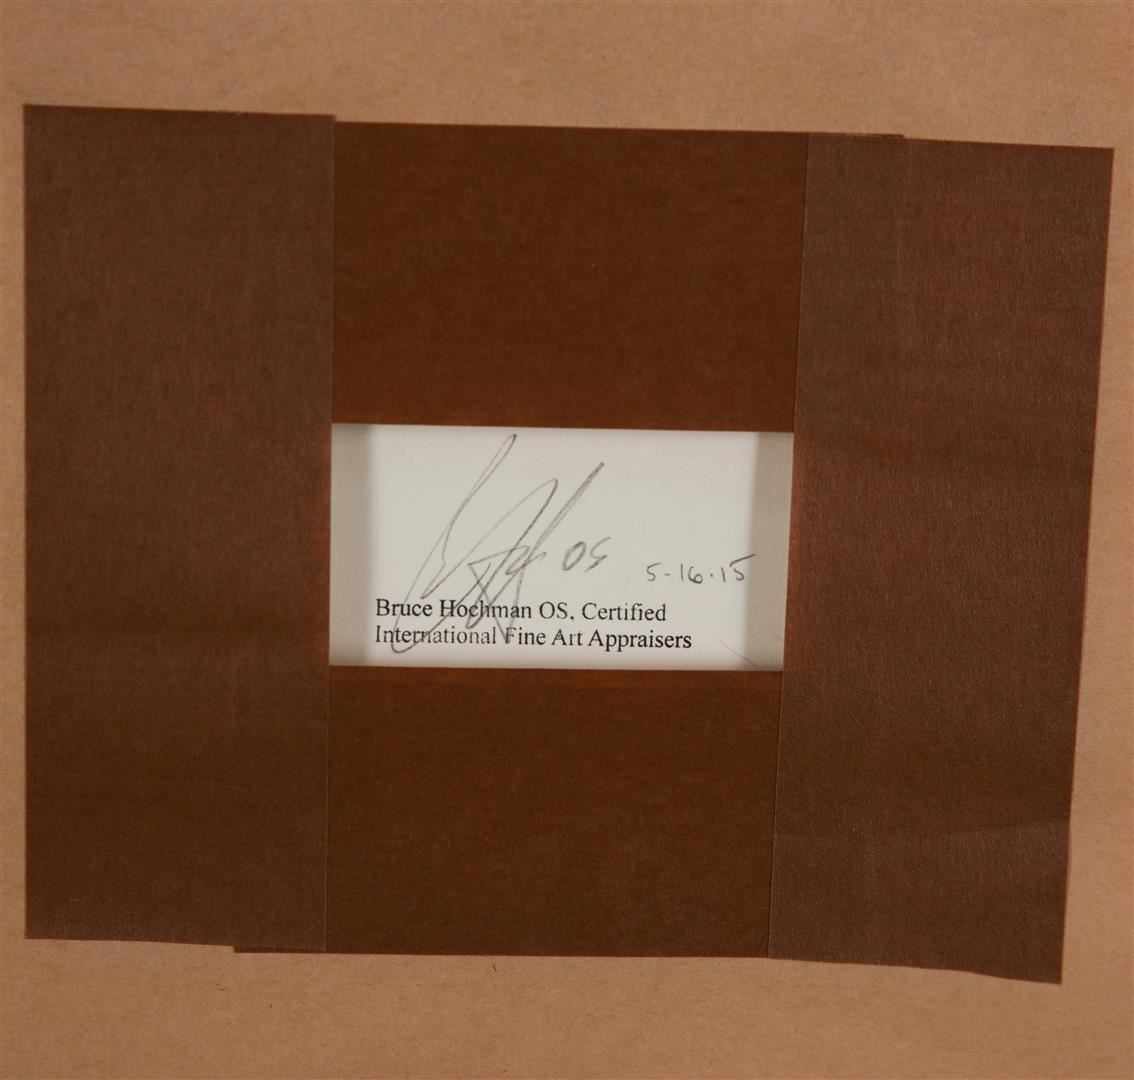 OS 5-16-15
Bruce Hochman OS, Certified
International Fine Art Appraisers